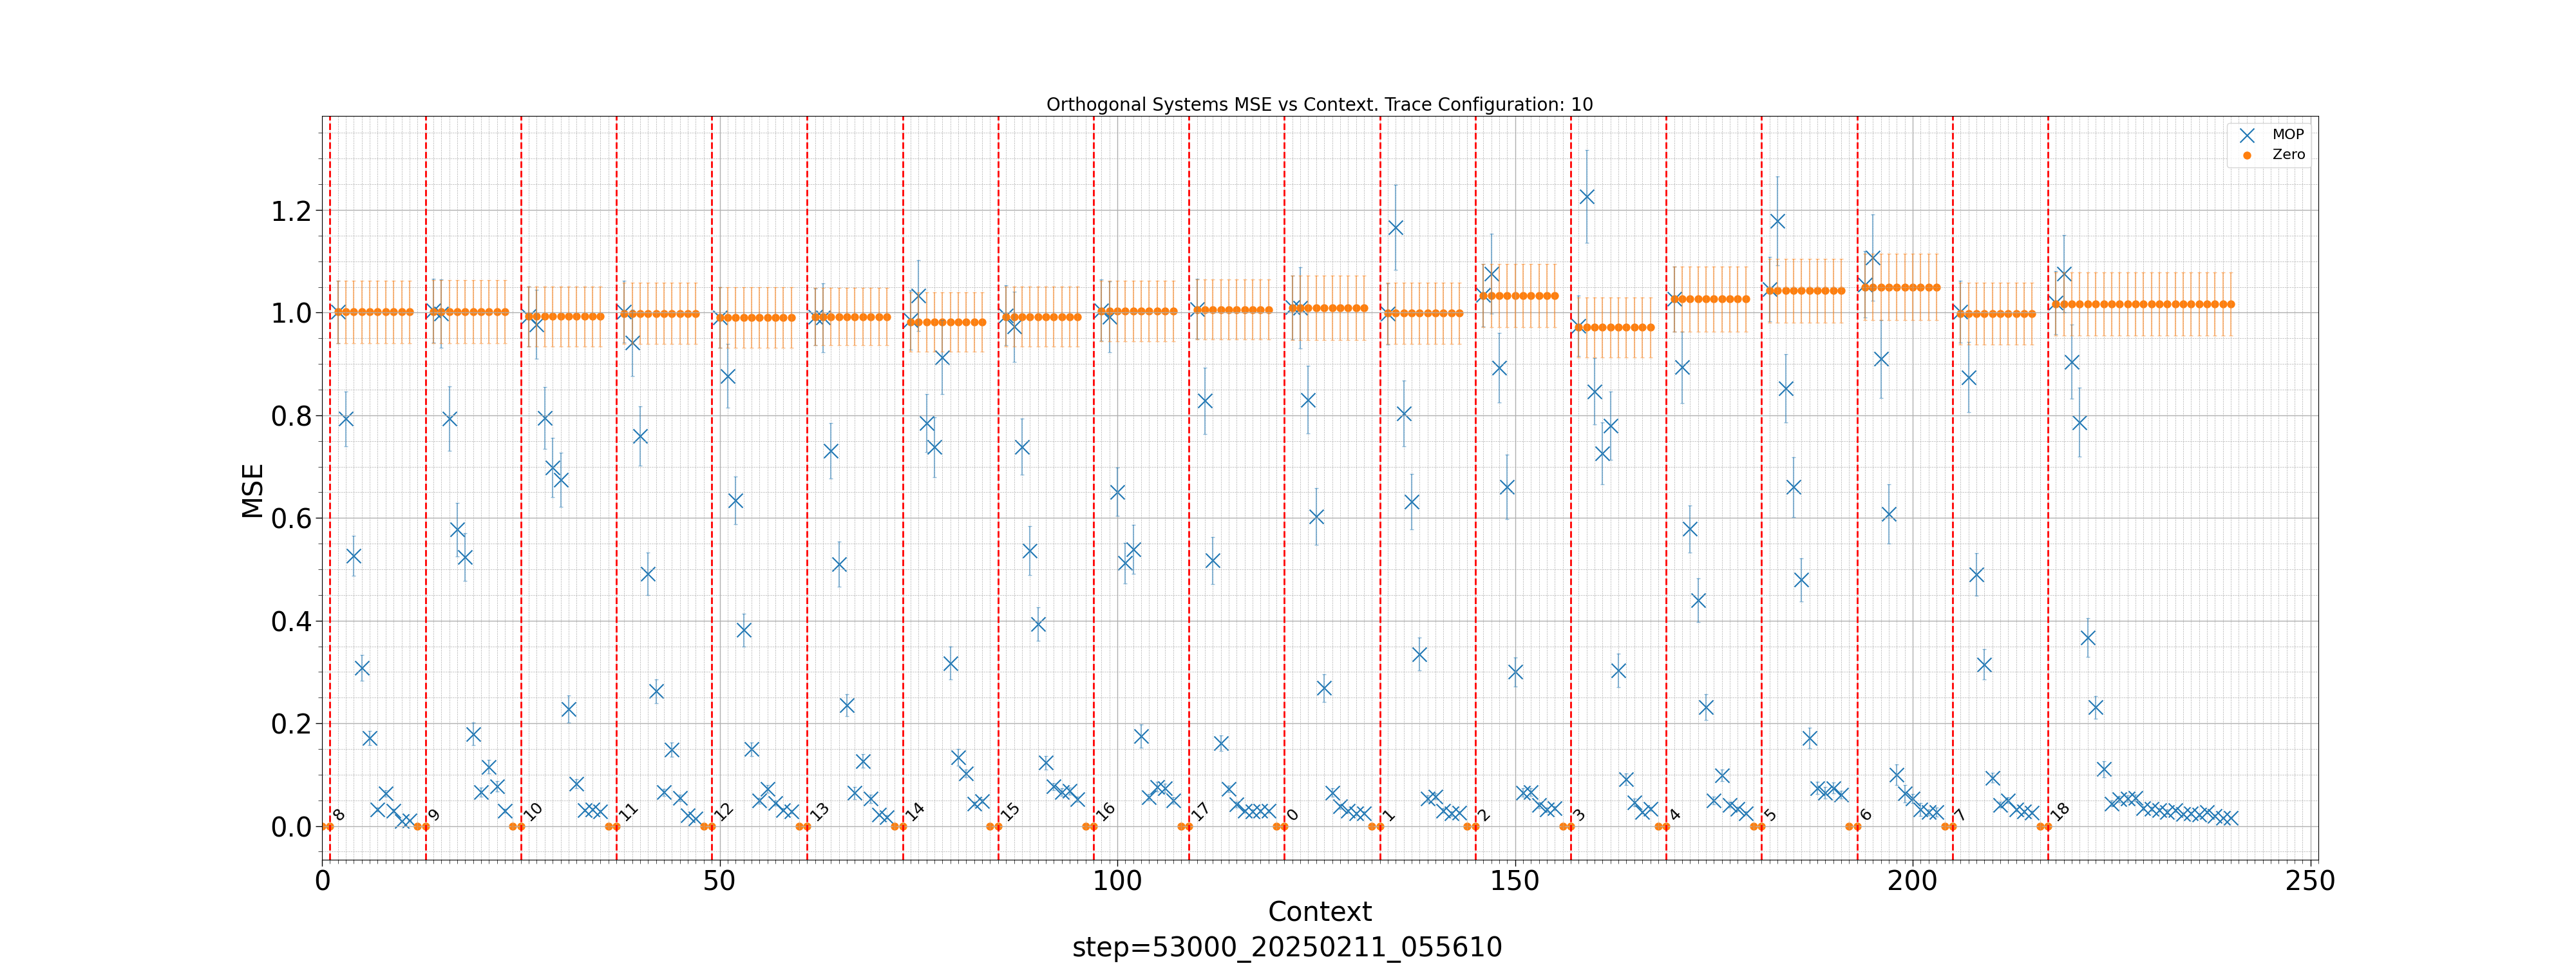 Orthogonal Systems MSE vs Context. Trace Configuration: 10
MOP
Zero
MSE
1.2
1.0
0.8
0.6
0.4
0.2
0.0
8 9 10 11 12 13 14 15 16 17 0 1 2 3 4 5 6 7 18
0 50 100 150 200 250
Context
step=53000_20250211_055610